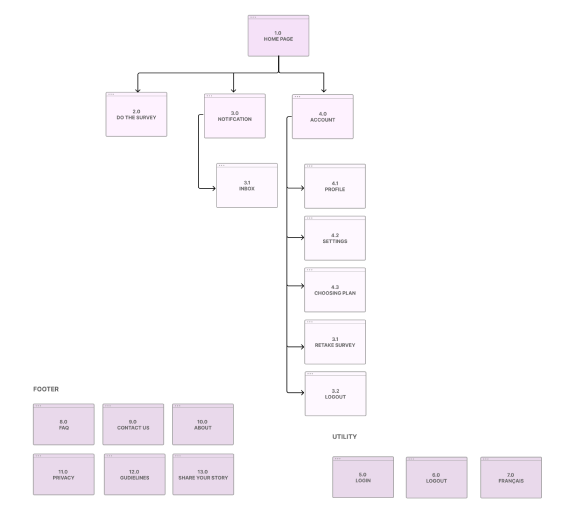 1.0
HOME PAGE
2.0
DO THE SURVEY
3.0
NOTIFCATION
4.0
ACCOUNT
3.1
INBOX
4.1
PROFILE
4.2
SETTINGS
4.3
CHOOSING PLAN
3.1
RETAKE SURVEY
3.2
LOGOUT
FOOTER
8.0
FAQ
9.0
CONTACT US
10.0
ABOUT
11.0
PRIVACY
12.0
GUDIELINES
13.0
SHARE YOUR STORY
UTILITY
5.0
LOGIN
6.0
LOGOUT
7.0
FRANÇAIS